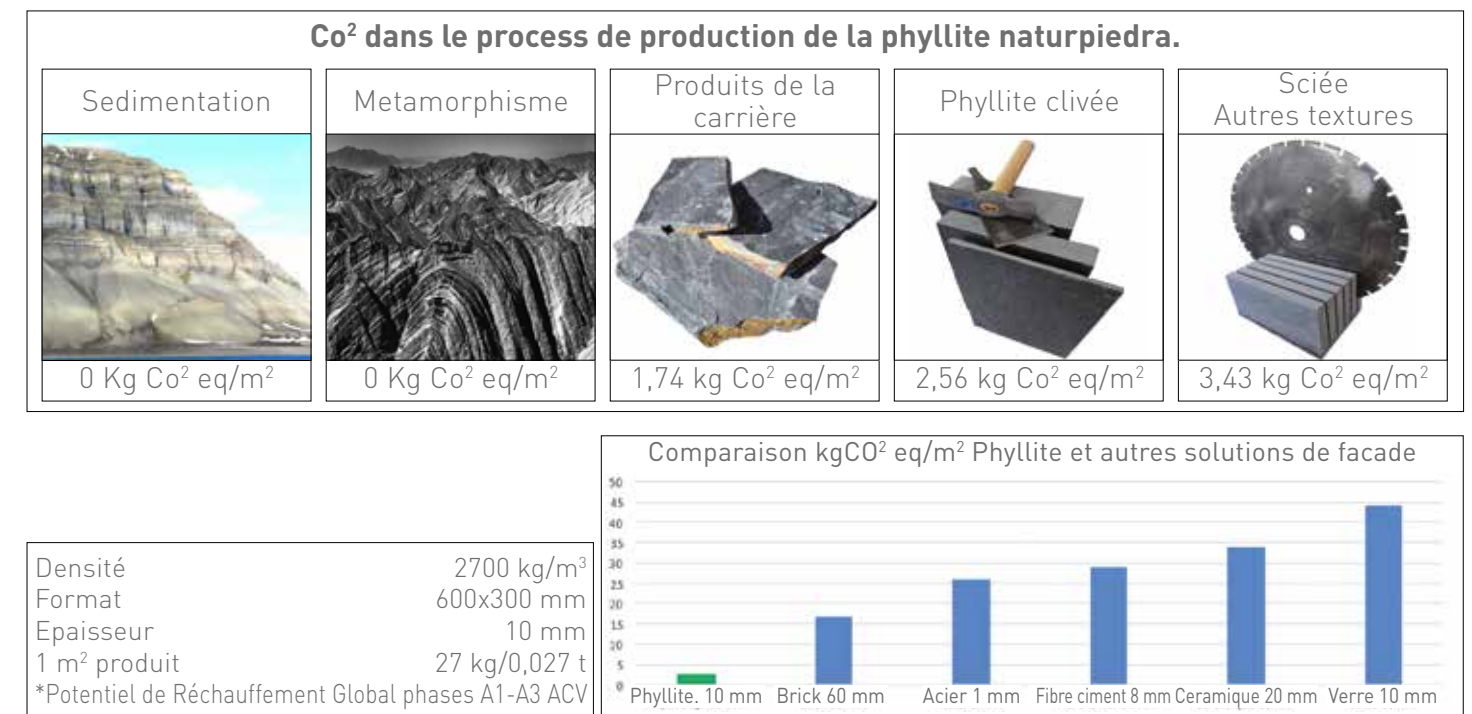 Co² dans le process de production de la phyllite naturpiedra.
Sedimentation
0 Kg Co² eq/m²
Metamorphisme
0 Kg Co² eq/m²
Produits de la
carrière
1,74 kg Co² eq/m²
Phyllite clivée
2,56 kg Co² eq/m²
Sciée
Autres textures
3,43 kg Co² eq/m²
Densité 2700 kg/m³
Format 600x300 mm
Epaisseur 10 mm
1 m² produit 27 kg/0,027 t
*Potentiel de Réchauffement Global phases A1-A3 ACV
Comparaison kgCO² eq/m² Phyllite et autres solutions de facade
50
45
40
35
30
25
20
15
10
5
0
Phyllite. 10 mm Brick 60 mm Acier 1 mm Fibre ciment 8 mm Ceramique 20 mm Verre 10 mm